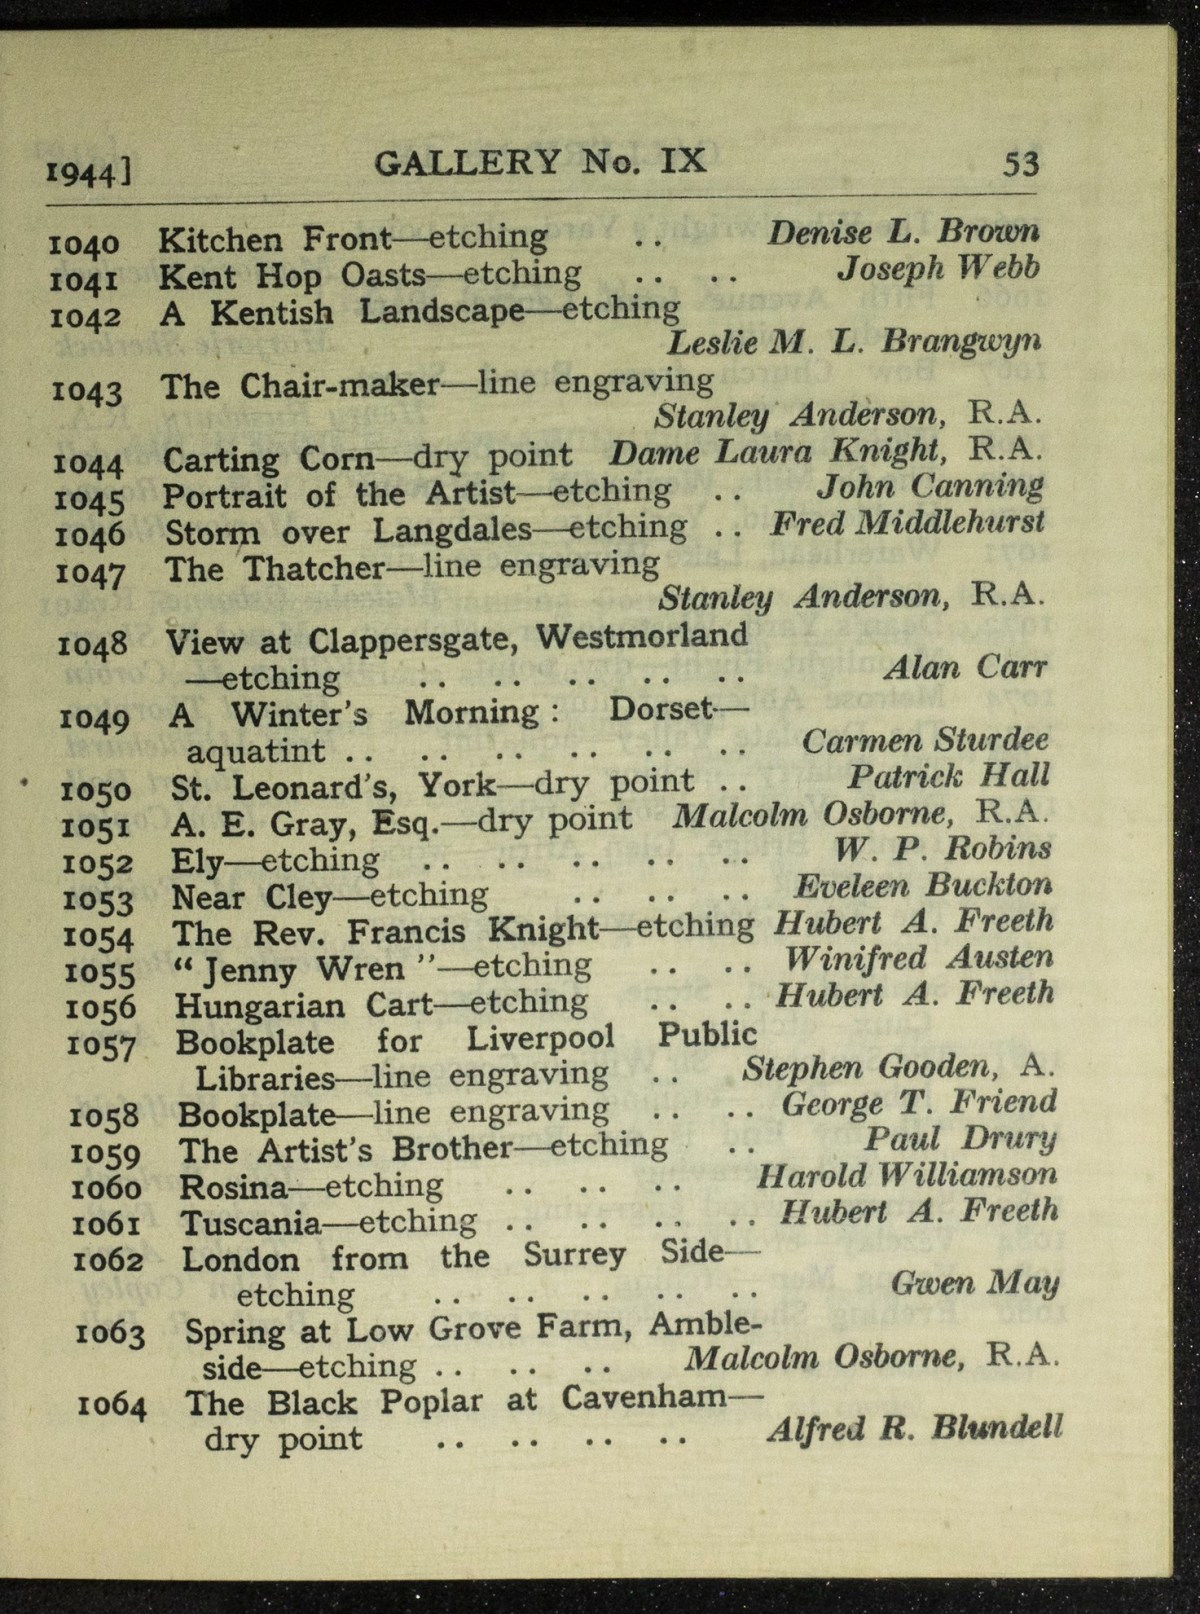 1944] GALLERY No. IX 53
1040 Kitchen Front—etching .. Denise L. Brown
1041 Kent Hop Oasts—etching .. .. Joseph Webb
1042 A Kentish Landscape—etching
Leslie M. L. Brangwyn
1043 The Chair-maker—line engraving
Stanley Anderson, R.A.
1044 Carting Corn—dry point Dame Laura Knight, R.A.
1045 Portrait of the Artist—etching .. John Canning
1046 Storm over Langdales—etching .. Fred Middlehurst
1047 The Thatcher—line engraving
Stanley Anderson, R.A.
1048 View at Clappersgate, Westmorland
—etching .. .. .. .. .. Alan Carr
1049 A Winter's Morning : Dorset—
aquatint .. .. .. .. .. .. Carmen Sturdee
1050 St. Leonard's, York—dry point .. Patrick Hall
1051 A. E. Gray, Esq.—dry point Malcolm Osborne, R.A.
1052 Ely—etching .. .. .. .. .. W. P. Robins
1053 Near Cley—etching .. .. .. Eveleen Buckton
1054 The Rev. Francis Knight—etching Hubert A. Freeth
1055 “ Jenny Wren ”—etching .. .. Winifred Austen
1056 Hungarian Cart—etching .. .. Hubert A. Freeth
1057 Bookplate for Liverpool Public
Libraries—line engraving .. Stephen Gooden, A.
1058 Bookplate—line engraving .. .. George T. Friend
1059 The Artist's Brother—etching .. Paul Drury
1060 Rosina—etching .. .. .. Harold Williamson
1061 Tuscania—etching .. .. .. .. Hubert A. Freeth
1062 London from the Surrey Side—
etching .. .. .. .. .. Gwen May
1063 Spring at Low Grove Farm, Amble-
side—etching .. .. .. Malcolm Osborne, R.A.
1064 The Black Poplar at Cavenham—
dry point .. .. .. .. Alfred R. Blundell